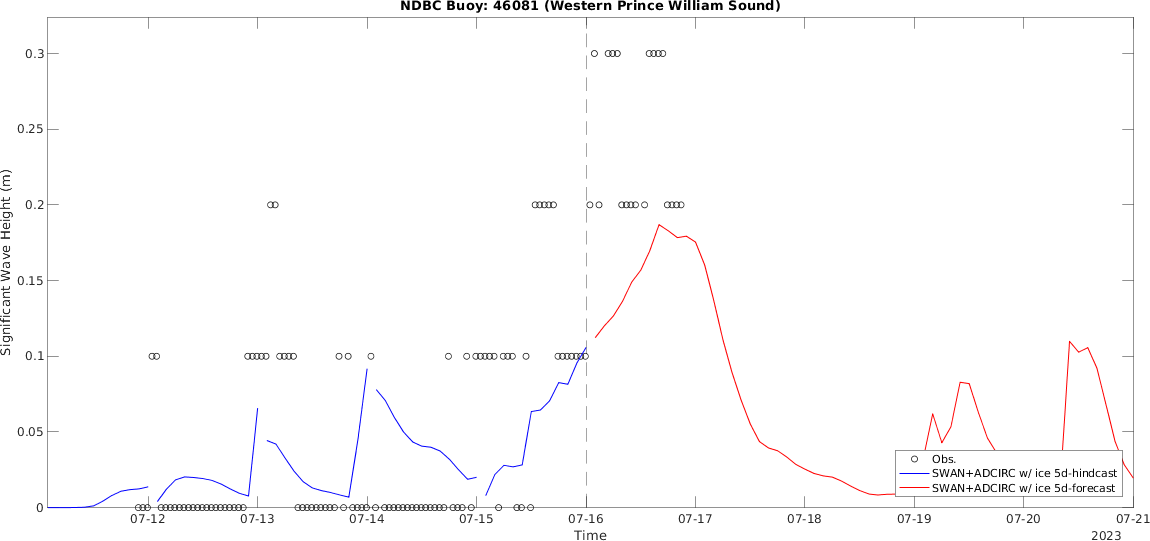 NDBC Buoy: 46081 (Western Prince William Sound)
Significant Wave Height (m)
0.3
0.25
0.2
0.15
0.1
0.05
0
07-12 07-13 07-14 07-15 07-16 07-17 07-18 07-19 07-20 07-21
Time
2023
Obs.
SWAN+ADCIRC w/ ice 5d-hindcast
SWAN+ADCIRC w/ ice 5d-forecast